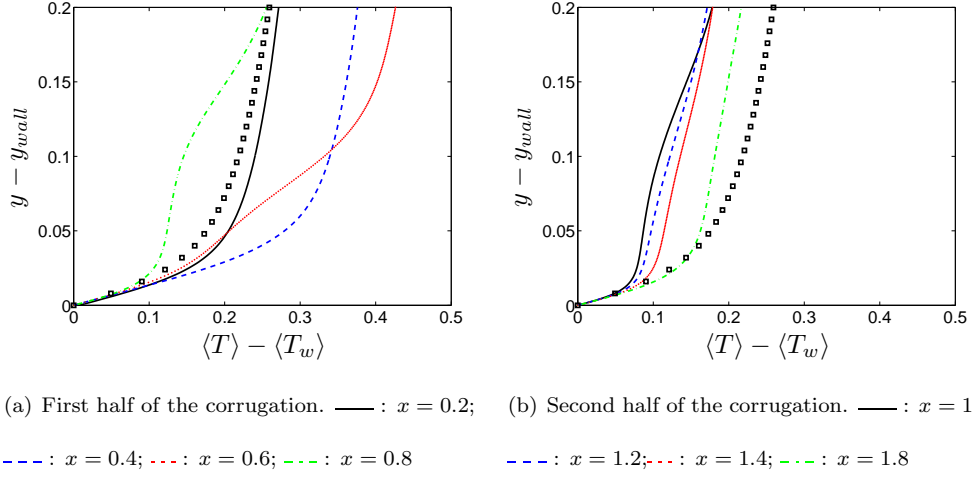 0.2
0.15
0.1
0.05
0
y − y_wall
0 0.1 0.2 0.3 0.4 0.5
⟨T⟩ − ⟨T_w⟩
0.2
0.15
0.1
0.05
0
y − y_wall
0 0.1 0.2 0.3 0.4 0.5
⟨T⟩ − ⟨T_w⟩
(a) First half of the corrugation. : x = 0.2;
: x = 0.4; : x = 0.6; : x = 0.8
(b) Second half of the corrugation. : x = 1
: x = 1.2; : x = 1.4; : x = 1.8